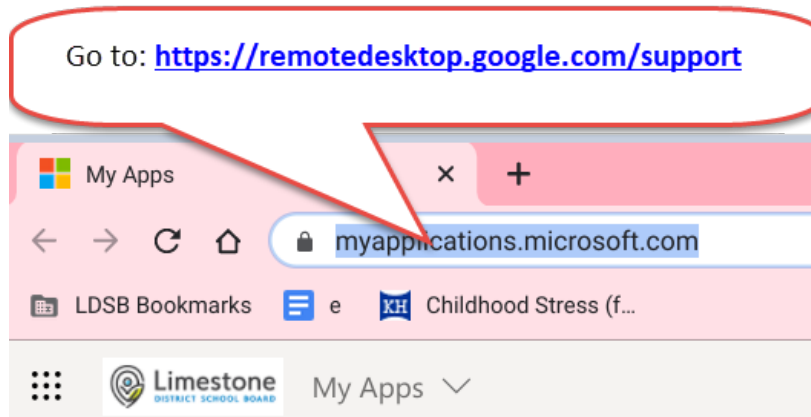 Go to: https://remotedesktop.google.com/support
My Apps
myapplications.microsoft.com
LDSB Bookmarks e KH Childhood Stress (f...
Limestone My Apps
DISTRICT SCHOOL BOARD